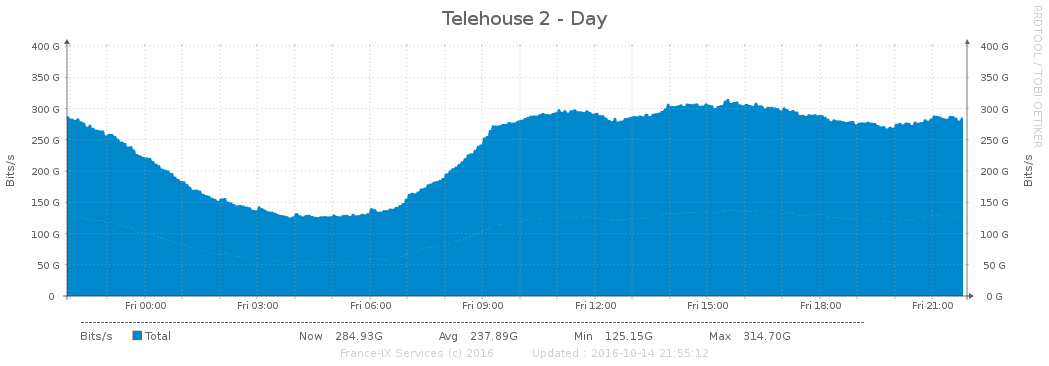 Telehouse 2 - Day
RRDTOOL / TOBI OETIKER
Bits/s
400 G 400 G
350 G 350 G
300 G 300 G
250 G 250 G
200 G 200 G
150 G 150 G
100 G 100 G
50 G 50 G
0 0 G
Bits/s
Fri 00:00 Fri 03:00 Fri 06:00 Fri 09:00 Fri 12:00 Fri 15:00 Fri 18:00 Fri 21:00
Bits/s Total Now 284.93G Avg 237.89G Min 125.15G Max 314.70G
France-IX Services (c) 2016 Updated : 2016-10-14 21:55:12